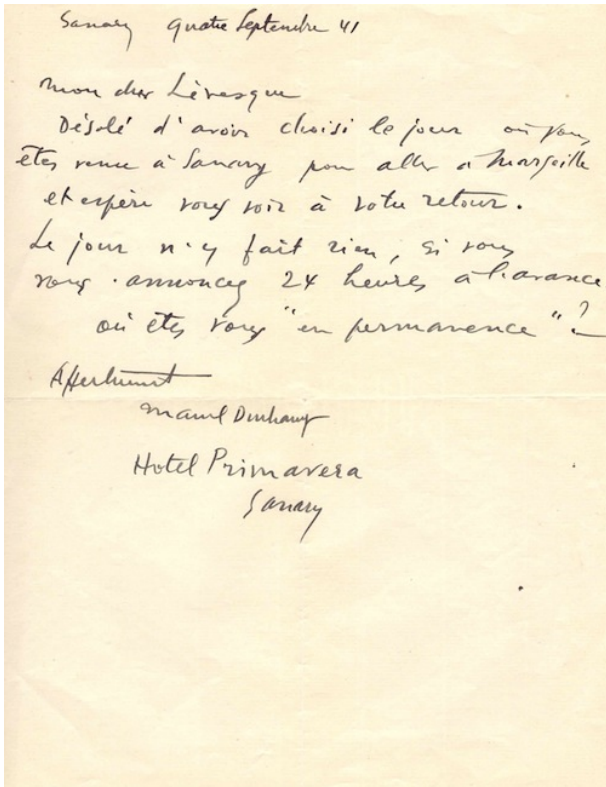 Sanary quatre Septembre 41
mon cher Lévesque
Désolé d'avoir choisi le jour où vous
êtes venu à Sanary pour aller à Marseille
et espère vous voir à votre retour.
Le jour n'y fait rien, si vous
vous annoncez 24 heures à l'avance
où êtes vous "en permanence"?
Affectueusement
Marcel Duchamp
Hotel Primavera
Sanary